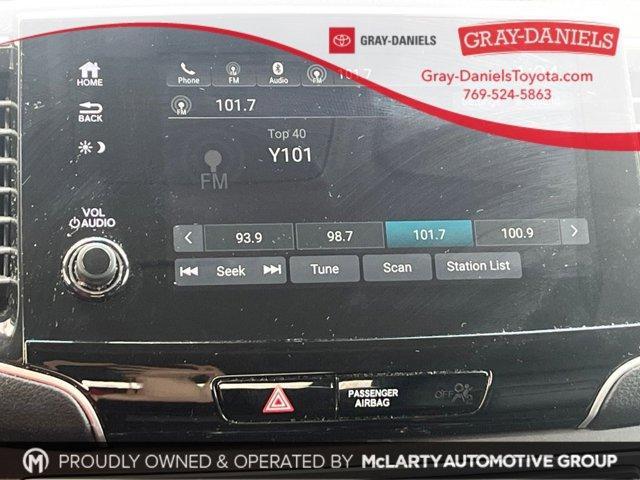 GRAY-DANIELS
GRAY-DANIELS
Gray-DanielsToyota.com
769-524-5863
HOME
Phone
FM
Audio
101.7
BACK
101.7
Top 40
Y101
FM
VOL
AUDIO
93.9
98.7
101.7
100.9
Seek
Tune
Scan
Station List
PASSENGER
AIRBAG
OFF
PROUDLY OWNED & OPERATED BY McLARTY AUTOMOTIVE GROUP